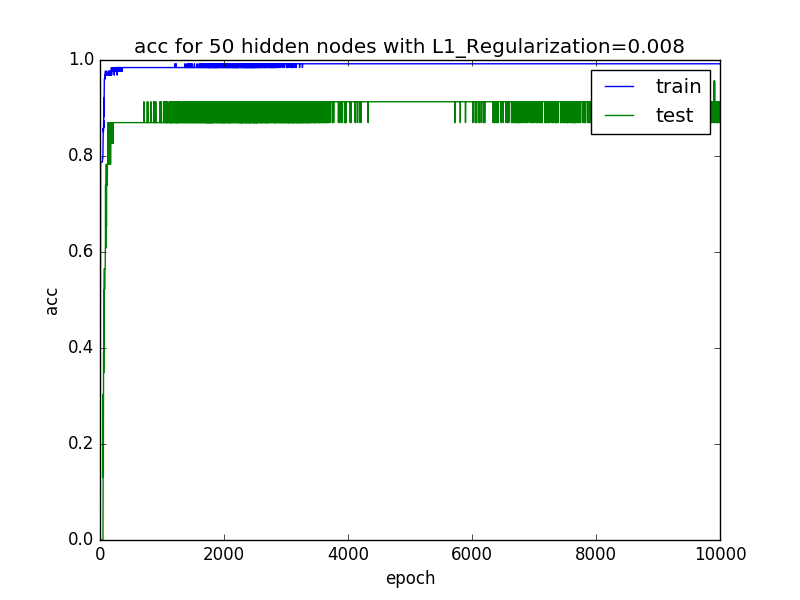 acc for 50 hidden nodes with L1_Regularization=0.008
1.0
0.8
0.6
0.4
0.2
0.0
acc
train
test
0 2000 4000 6000 8000 10000
epoch